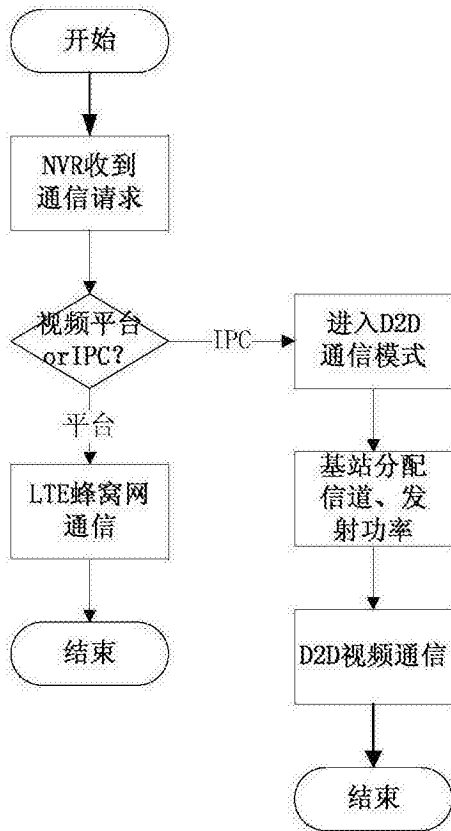 开始
NVR收到
通信请求
视频平台
orIPC?
IPC
进入D2D
通信模式
平台
LTE蜂窝网
通信
基站分配
信道、发
射功率
结束
D2D视频通信
结束